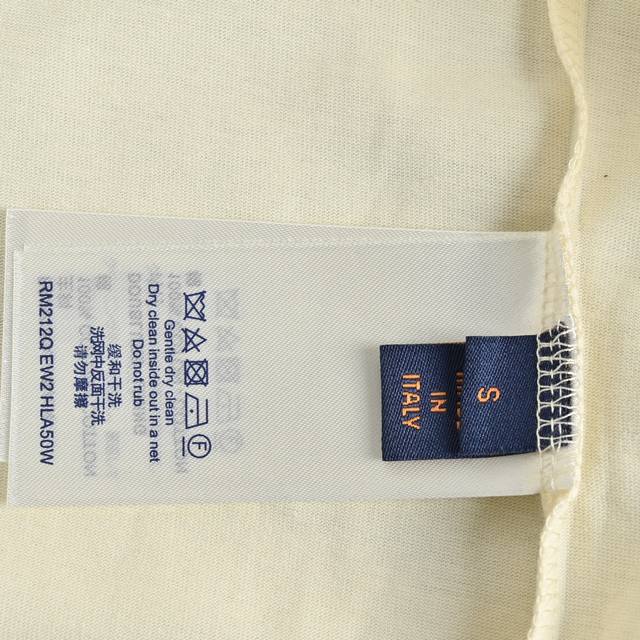 Gentle dry clean
Dry clean inside out in a net
Do not rub
缓和干洗
洗网中反面干洗
请勿摩擦
RM212Q EW2 HLA50W
F
S
IN
ITALY